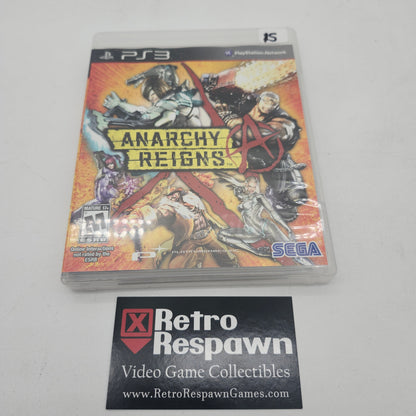 15
PS3
PlayStation Network
ANARCHY
REIGNS
MATURE 17+
M
ESRB
Online Interactions
not rated by the
ESRB
SEGA
Retro
Respawn
Video Game Collectibles
www.RetroRespawnGames.com